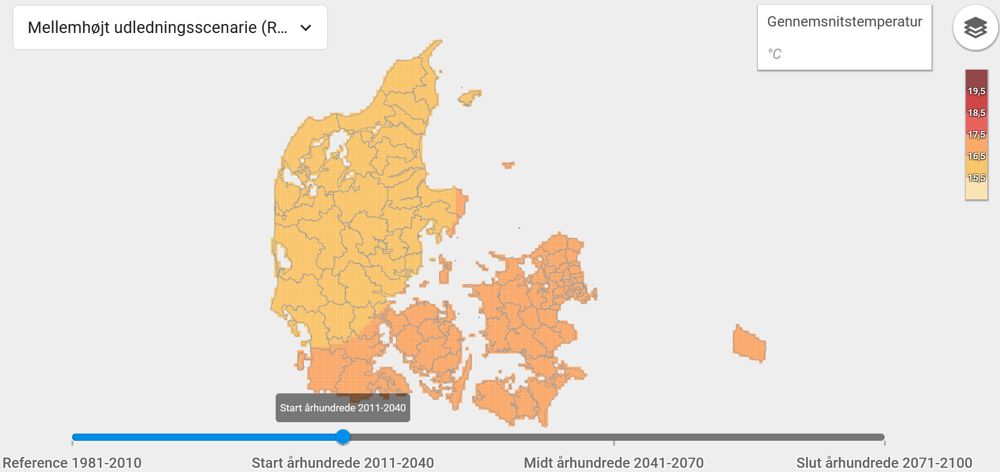 Mellemhøjt udledningsscenarie (R...
Gennemsnitstemperatur
°C
19,5
18,5
17,5
16,5
15,5
Start århundrede 2011-2040
Reference 1981-2010
Start århundrede 2011-2040
Midt århundrede 2041-2070
Slut århundrede 2071-2100